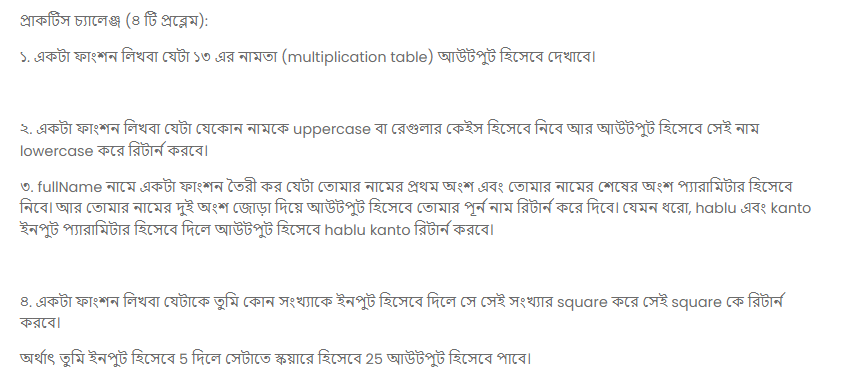 প্রাকটিস চ্যালেঞ্জ (৪ টি প্রব্লেম):
১. একটা ফাংশন লিখবা যেটা ১৩ এর নামতা (multiplication table) আউটপুট হিসেবে দেখাবে।
২. একটা ফাংশন লিখবা যেটা যেকোন নামকে uppercase বা রেগুলার কেইস হিসেবে নিবে আর আউটপুট হিসেবে সেই নাম
lowercase করে রিটার্ন করবে।
৩. fullName নামে একটা ফাংশন তৈরী কর যেটা তোমার নামের প্রথম অংশ এবং তোমার নামের শেষের অংশ প্যারামিটার হিসেবে
নিবে। আর তোমার নামের দুই অংশ জোড়া দিয়ে আউটপুট হিসেবে তোমার পূর্ন নাম রিটার্ন করে দিবে। যেমন ধরো, hablu এবং kanto
ইনপুট প্যারামিটার হিসেবে দিলে আউটপুট হিসেবে hablu kanto রিটার্ন করবে।
৪. একটা ফাংশন লিখবা যেটাকে তুমি কোন সংখ্যাকে ইনপুট হিসেবে দিলে সে সেই সংখ্যার square করে সেই square কে রিটার্ন
করবে।
অর্থাৎ তুমি ইনপুট হিসেবে 5 দিলে সেটাতে স্কয়ারে হিসেবে 25 আউটপুট হিসেবে পাবে।